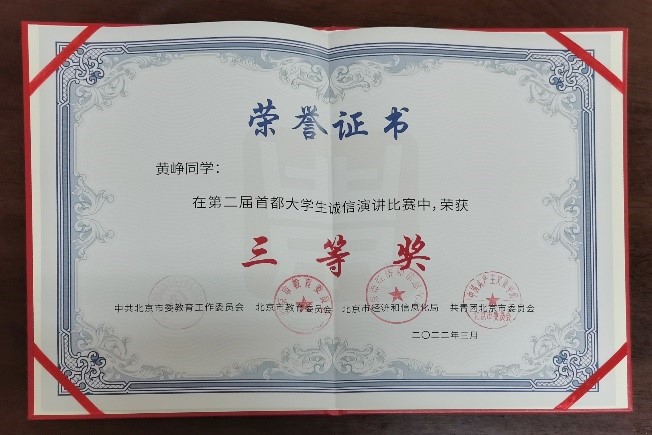 荣誉证书
黄峥同学：
在第二届首都大学生诚信演讲比赛中，荣获
三等奖
中共北京市委教育工作委员会 北京市教育委员会 北京市经济和信息化局 共青团北京市委员会
二〇二二年三月